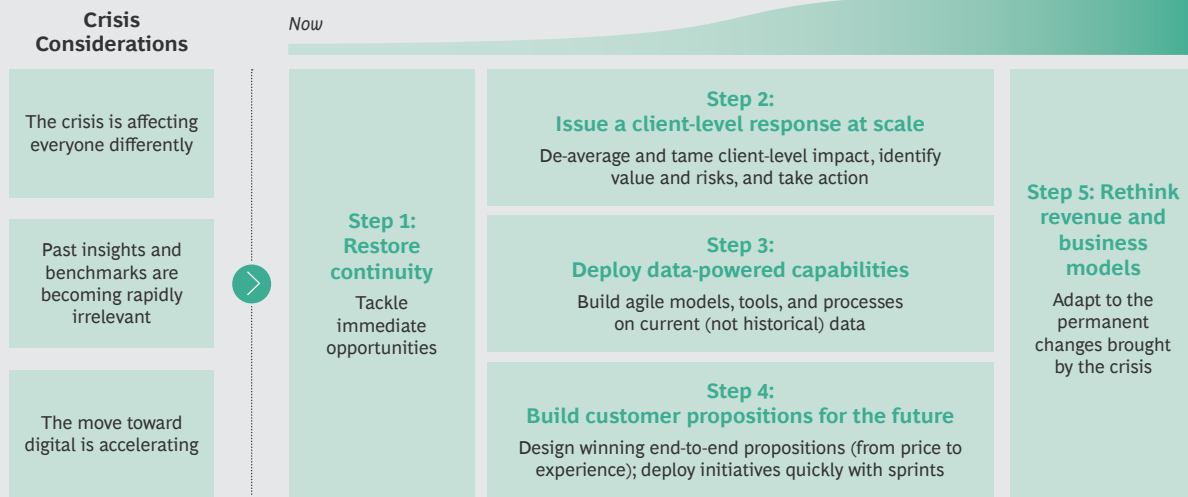 Crisis
Considerations
The crisis is affecting
everyone differently
Past insights and
benchmarks are
becoming rapidly
irrelevant
The move toward
digital is accelerating
Now
Step 1:
Restore
continuity
Tackle
immediate
opportunities
Step 2:
Issue a client-level response at scale
De-average and tame client-level impact, identify
value and risks, and take action
Step 3:
Deploy data-powered capabilities
Build agile models, tools, and processes
on current (not historical) data
Step 4:
Build customer propositions for the future
Design winning end-to-end propositions (from price to
experience); deploy initiatives quickly with sprints
Step 5: Rethink
revenue and
business
models
Adapt to the
permanent
changes brought
by the crisis